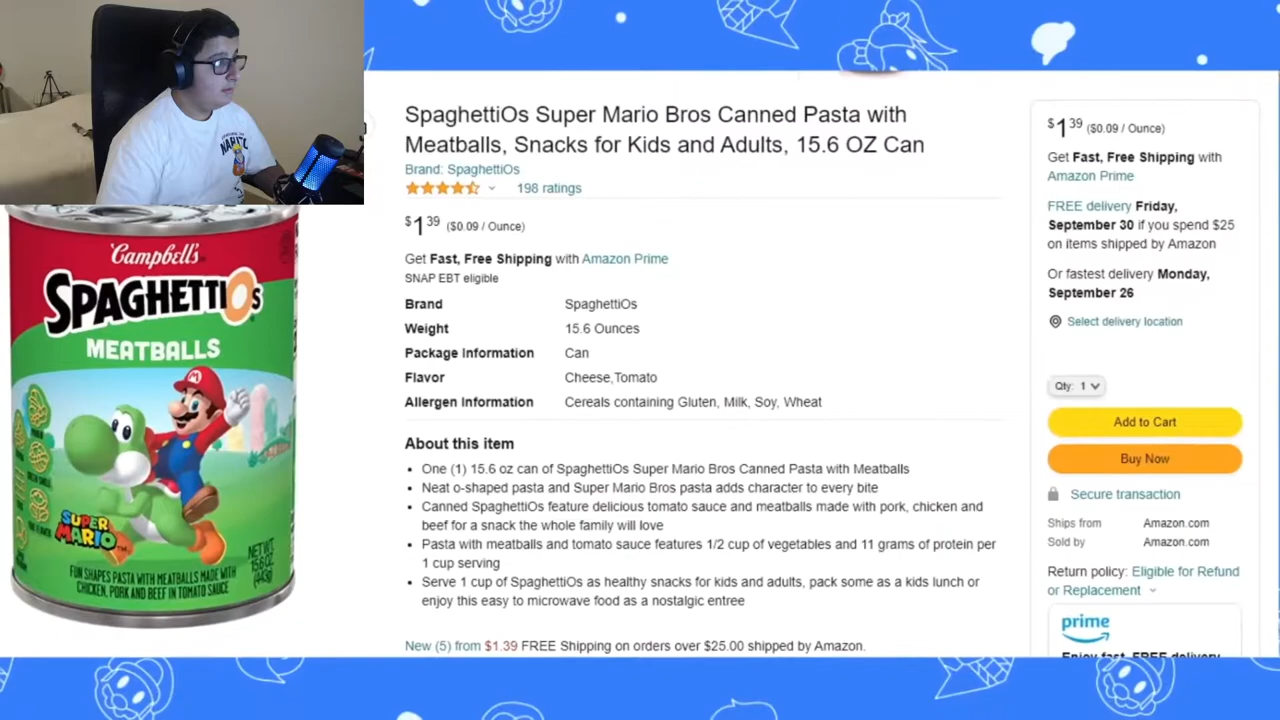 NARUTO
Campbell's
SPAGHETTIOs
MEATBALLS
SUPER
MARIO
NET WT
15.6 OZ
(443g)
FUN SHAPES PASTA WITH MEATBALLS MADE WITH
CHICKEN, PORK AND BEEF IN TOMATO SAUCE
SpaghettiOs Super Mario Bros Canned Pasta with
Meatballs, Snacks for Kids and Adults, 15.6 OZ Can
Brand: SpaghettiOs
198 ratings
$1 39 ($0.09 / Ounce)
Get Fast, Free Shipping with Amazon Prime
SNAP EBT eligible
Brand SpaghettiOs
Weight 15.6 Ounces
Package Information Can
Flavor Cheese,Tomato
Allergen Information Cereals containing Gluten, Milk, Soy, Wheat
About this item
• One (1) 15.6 oz can of SpaghettiOs Super Mario Bros Canned Pasta with Meatballs
• Neat o-shaped pasta and Super Mario Bros pasta adds character to every bite
• Canned SpaghettiOs feature delicious tomato sauce and meatballs made with pork, chicken and
beef for a snack the whole family will love
• Pasta with meatballs and tomato sauce features 1/2 cup of vegetables and 11 grams of protein per
1 cup serving
• Serve 1 cup of SpaghettiOs as healthy snacks for kids and adults, pack some as a kids lunch or
enjoy this easy to microwave food as a nostalgic entree
New (5) from $1.39 FREE Shipping on orders over $25.00 shipped by Amazon.
$1 39 ($0.09 / Ounce)
Get Fast, Free Shipping with
Amazon Prime
FREE delivery Friday,
September 30 if you spend $25
on items shipped by Amazon
Or fastest delivery Monday,
September 26
Select delivery location
Qty: 1
Add to Cart
Buy Now
Secure transaction
Ships from Amazon.com
Sold by Amazon.com
Return policy: Eligible for Refund
or Replacement
prime
Enjoy fast, FREE delivery,